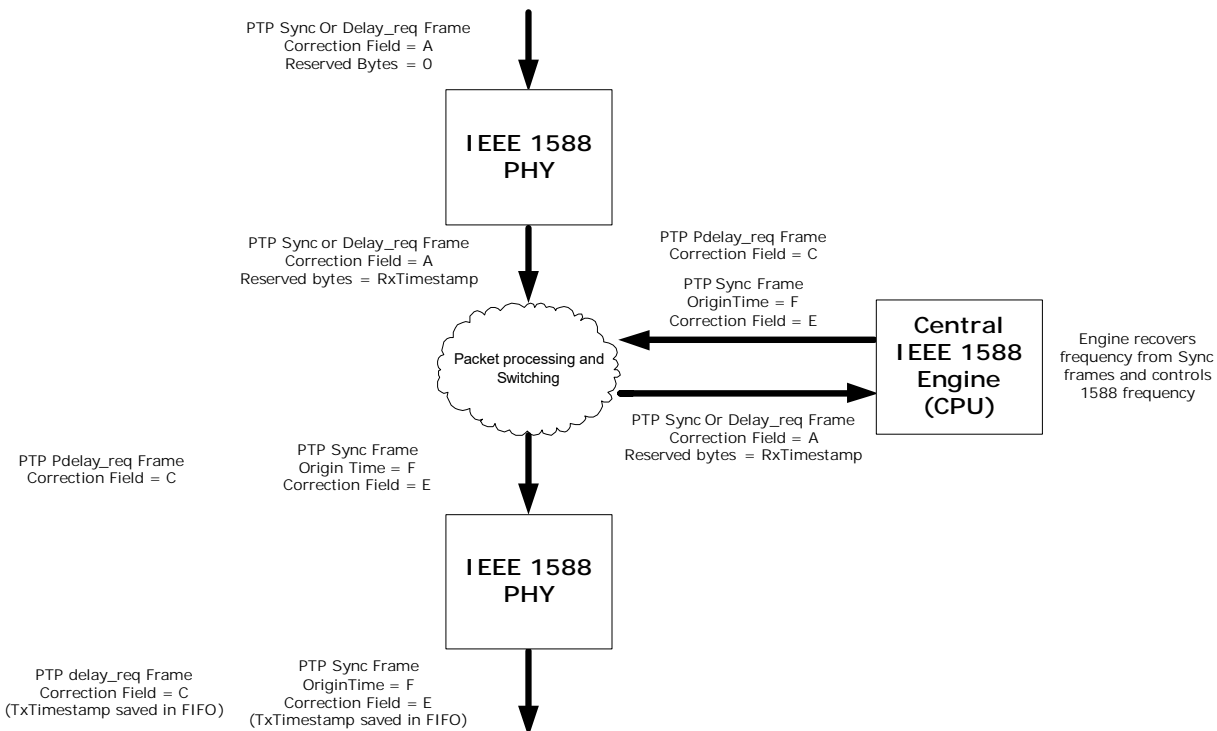 PTP Sync Or Delay_req Frame
Correction Field = A
Reserved Bytes = 0
IEEE 1588
PHY
PTP Sync or Delay_req Frame
Correction Field = A
Reserved bytes = RxTimestamp
PTP Pdelay_req Frame
Correction Field = C
PTP Sync Frame
OriginTime = F
Correction Field = E
Packet processing and
Switching
Central
IEEE 1588
Engine
(CPU)
Engine recovers
frequency from Sync
frames and controls
1588 frequency
PTP Sync Or Delay_req Frame
Correction Field = A
Reserved bytes = RxTimestamp
PTP Pdelay_req Frame
Correction Field = C
PTP Sync Frame
Origin Time = F
Correction Field = E
IEEE 1588
PHY
PTP delay_req Frame
Correction Field = C
(TxTimestamp saved in FIFO)
PTP Sync Frame
OriginTime = F
Correction Field = E
(TxTimestamp saved in FIFO)